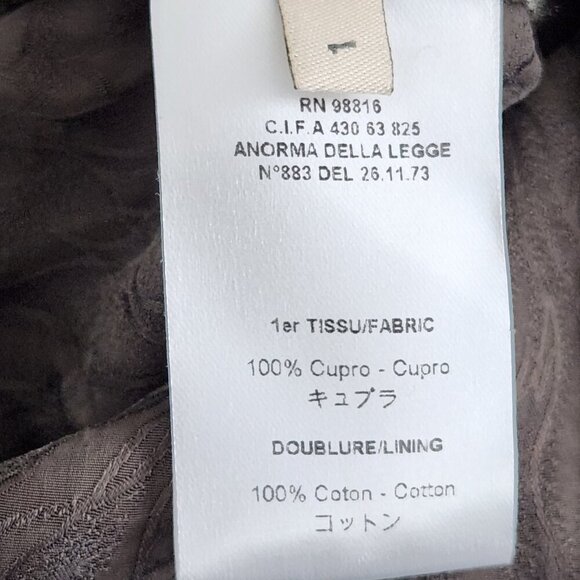 1
RN 98816
C.I.F. A 430 63 825
ANORMA DELLA LEGGE
N°883 DEL 26.11.73
1er TISSU/FABRIC
100% Cupro - Cupro
キュプラ
DOUBLURE/LINING
100% Coton - Cotton
コットン